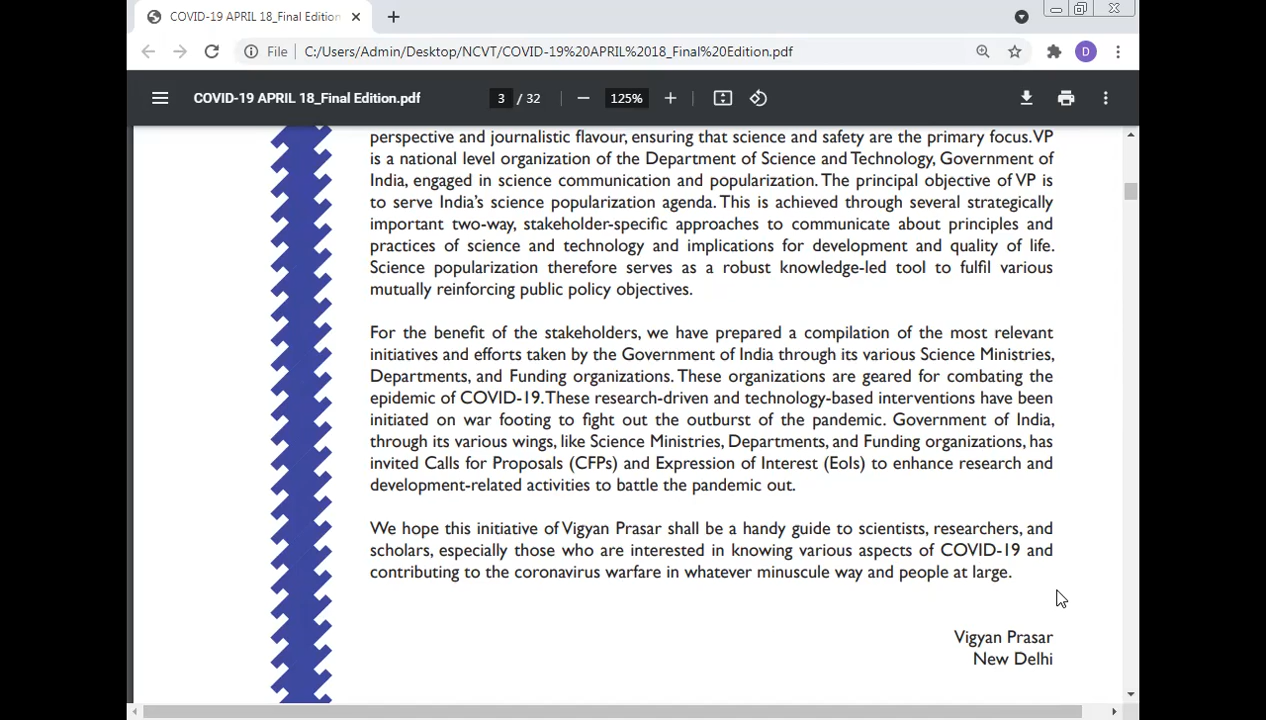 COVID-19 APRIL 18_Final Edition
File
C:/Users/Admin/Desktop/NCVT/COVID-19%20APRIL%2018_Final%20Edition.pdf
D
COVID-19 APRIL 18_Final Edition.pdf
3 / 32
125%
perspective and journalistic flavour, ensuring that science and safety are the primary focus. VP
is a national level organization of the Department of Science and Technology, Government of
India, engaged in science communication and popularization. The principal objective of VP is
to serve India's science popularization agenda. This is achieved through several strategically
important two-way, stakeholder-specific approaches to communicate about principles and
practices of science and technology and implications for development and quality of life.
Science popularization therefore serves as a robust knowledge-led tool to fulfil various
mutually reinforcing public policy objectives.
For the benefit of the stakeholders, we have prepared a compilation of the most relevant
initiatives and efforts taken by the Government of India through its various Science Ministries,
Departments, and Funding organizations. These organizations are geared for combating the
epidemic of COVID-19. These research-driven and technology-based interventions have been
initiated on war footing to fight out the outburst of the pandemic. Government of India,
through its various wings, like Science Ministries, Departments, and Funding organizations, has
invited Calls for Proposals (CFPs) and Expression of Interest (EoIs) to enhance research and
development-related activities to battle the pandemic out.
We hope this initiative of Vigyan Prasar shall be a handy guide to scientists, researchers, and
scholars, especially those who are interested in knowing various aspects of COVID-19 and
contributing to the coronavirus warfare in whatever minuscule way and people at large.
Vigyan Prasar
New Delhi